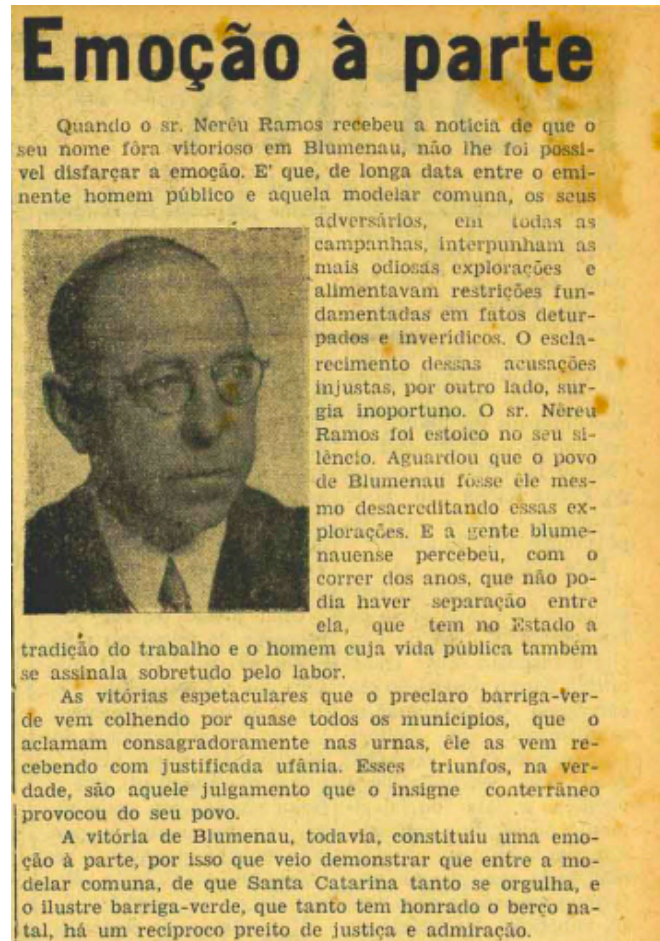 Emoção à parte
Quando o sr. Nerêu Ramos recebeu a noticia de que o
seu nome fôra vitorioso em Blumenau, não lhe foi possi-
vel disfarçar a emoção. E' que, de longa data entre o emi-
nente homem público e aquela modelar comuna, os seus
adversários, em todas as
campanhas, interpunham as
mais odiosas explorações e
alimentavam restrições fun-
damentadas em fatos detur-
pados e inverídicos. O escla-
recimento dessas acusações
injustas, por outro lado, sur-
gia inoportuno. O sr. Nerêu
Ramos foi estoico no seu si-
lêncio. Aguardou que o povo
de Blumenau fosse êle mes-
mo desacreditando essas ex-
plorações. E a gente blume-
nauense percebeu, com o
correr dos anos, que não po-
dia haver separação entre
ela, que tem no Estado a
tradição do trabalho e o homem cuja vida pública também
se assinala sobretudo pelo labor.
As vitórias espetaculares que o preclaro barriga-ver-
de vem colhendo por quase todos os municípios, que o
aclamam consagradoramente nas urnas, êle as vem re-
cebendo com justificada ufânia. Esses triunfos, na ver-
dade, são aquele julgamento que o insigne conterrâneo
provocou do seu povo.
A vitória de Blumenau, todavia, constituiu uma emo-
ção à parte, por isso que veio demonstrar que entre a mo-
delar comuna, de que Santa Catarina tanto se orgulha, e
o ilustre barriga-verde, que tanto tem honrado o berço na-
tal, há um recíproco preito de justiça e admiração.